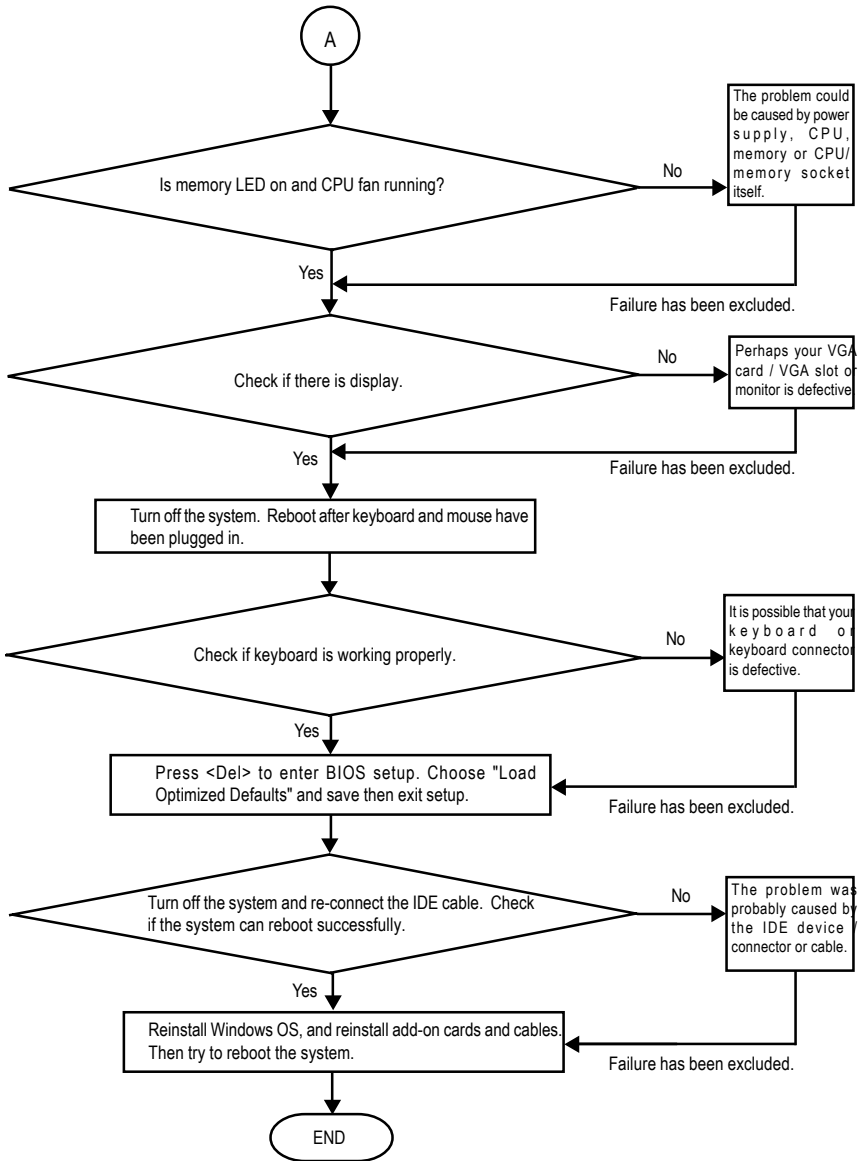 A
Is memory LED on and CPU fan running?
No
The problem could
be caused by power
supply, CPU,
memory or CPU/
memory socket
itself.
Yes
Failure has been excluded.
Check if there is display.
No
Perhaps your VGA
card / VGA slot or
monitor is defective.
Yes
Failure has been excluded.
Turn off the system. Reboot after keyboard and mouse have
been plugged in.
Check if keyboard is working properly.
No
It is possible that your
keyboard or
keyboard connector
is defective.
Yes
Press <Del> to enter BIOS setup. Choose "Load
Optimized Defaults" and save then exit setup.
Failure has been excluded.
Turn off the system and re-connect the IDE cable. Check
if the system can reboot successfully.
No
The problem was
probably caused by
the IDE device /
connector or cable.
Yes
Reinstall Windows OS, and reinstall add-on cards and cables.
Then try to reboot the system.
Failure has been excluded.
END